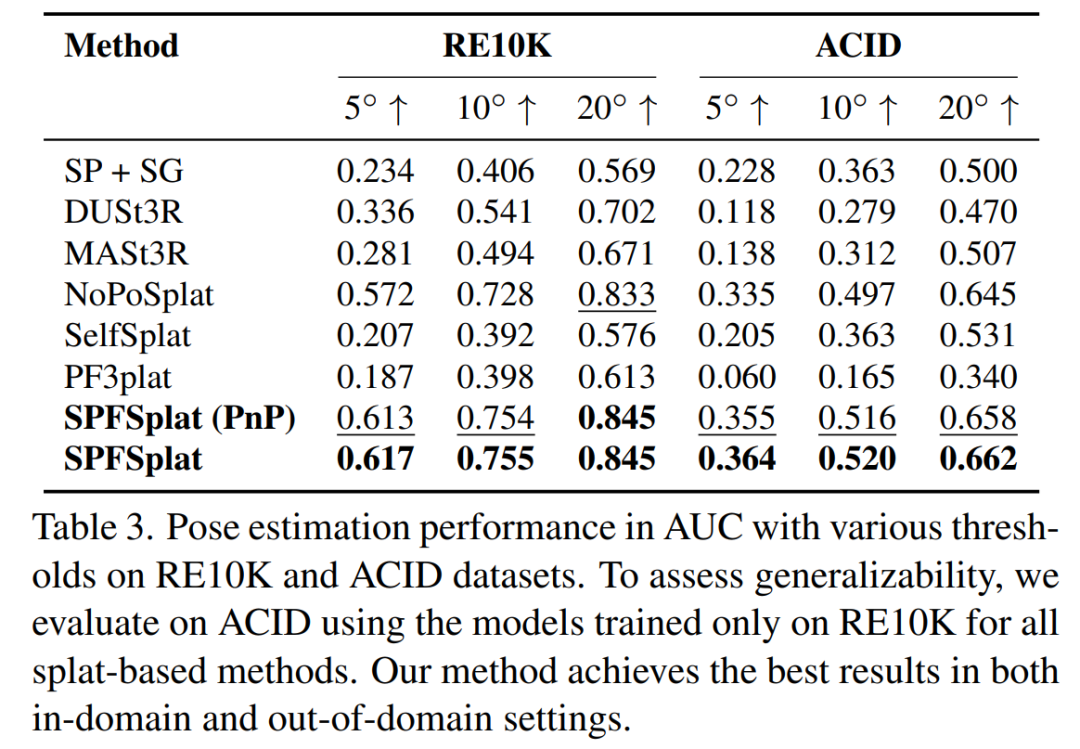 Method RE10K ACID
5° ↑ 10° ↑ 20° ↑ 5° ↑ 10° ↑ 20° ↑
SP + SG 0.234 0.406 0.569 0.228 0.363 0.500
DUSt3R 0.336 0.541 0.702 0.118 0.279 0.470
MASt3R 0.281 0.494 0.671 0.138 0.312 0.507
NoPoSplat 0.572 0.728 0.833 0.335 0.497 0.645
SelfSplat 0.207 0.392 0.576 0.205 0.363 0.531
PF3plat 0.187 0.398 0.613 0.060 0.165 0.340
SPFSplat (PnP) 0.613 0.754 0.845 0.355 0.516 0.658
SPFSplat 0.617 0.755 0.845 0.364 0.520 0.662
Table 3. Pose estimation performance in AUC with various thresh-
olds on RE10K and ACID datasets. To assess generalizability, we
evaluate on ACID using the models trained only on RE10K for all
splat-based methods. Our method achieves the best results in both
in-domain and out-of-domain settings.